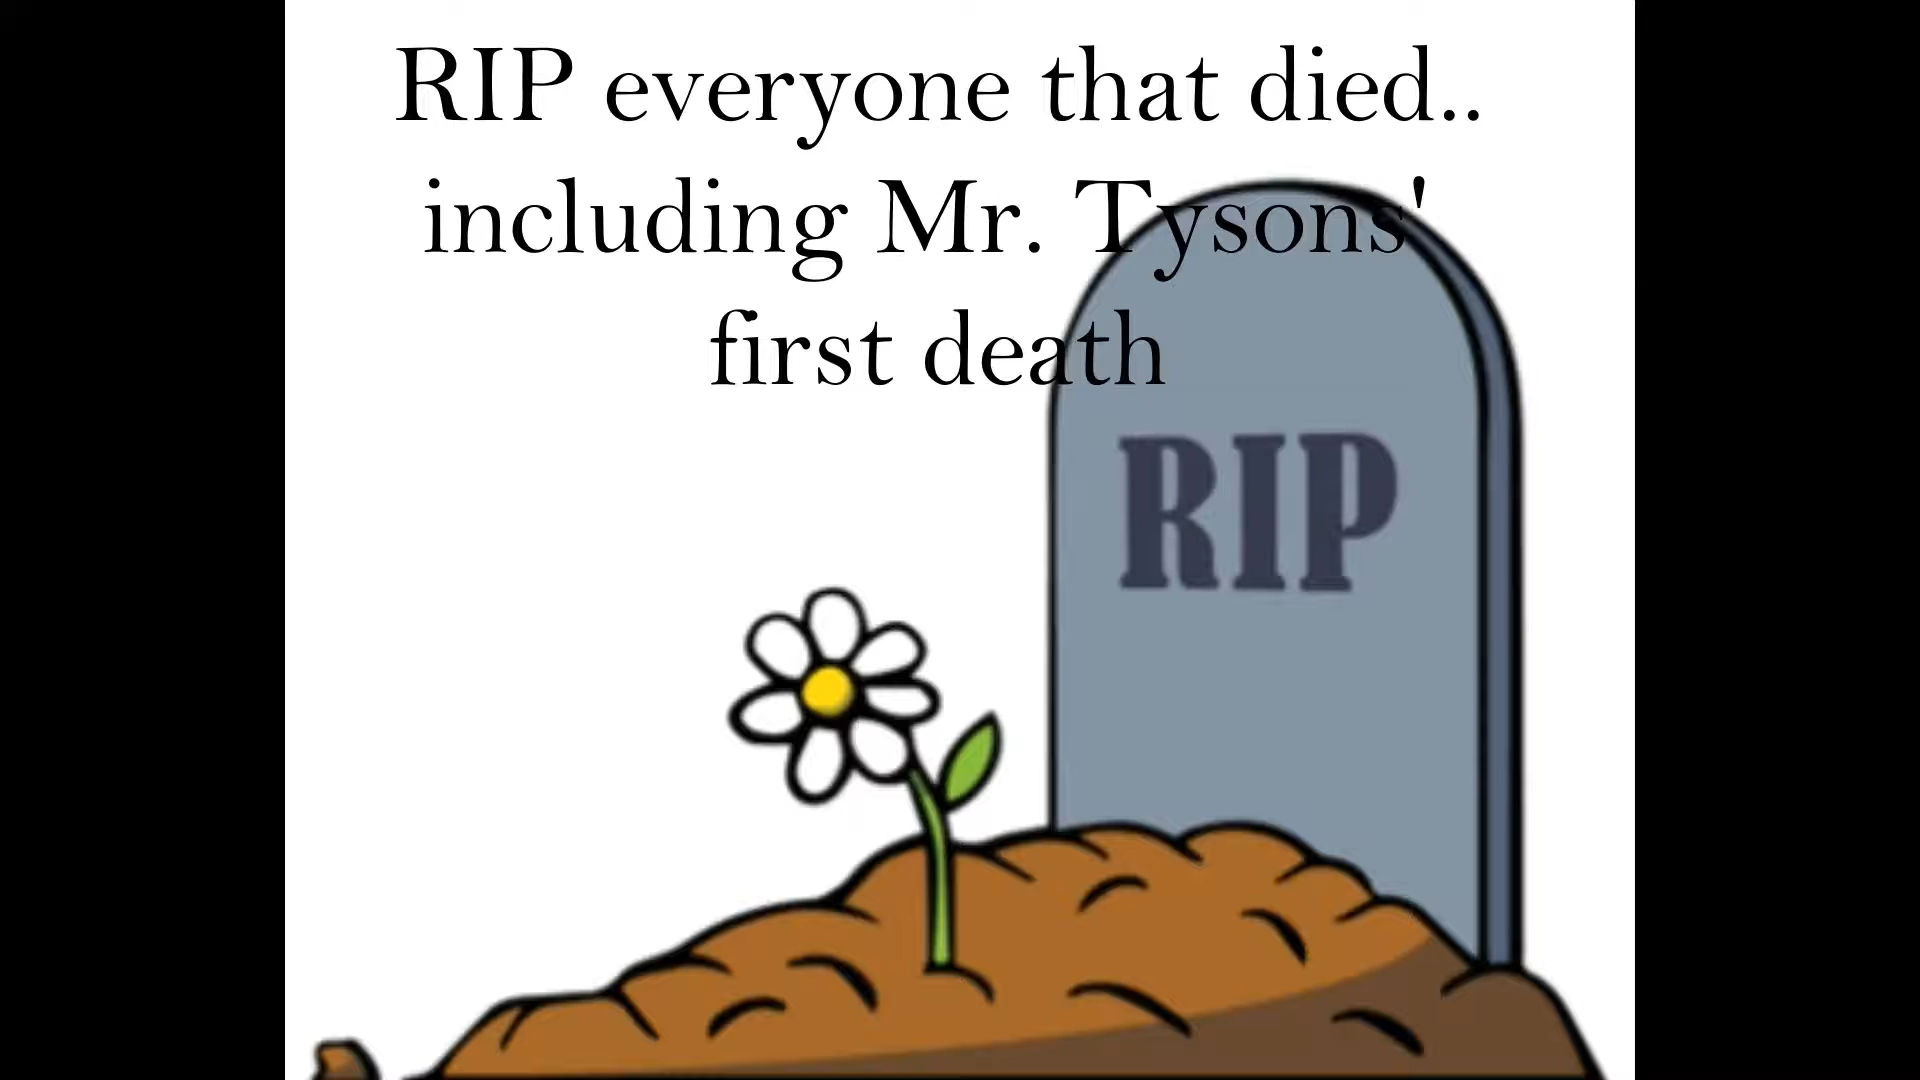 RIP everyone that died..
including Mr. Tysons'
first death
RIP